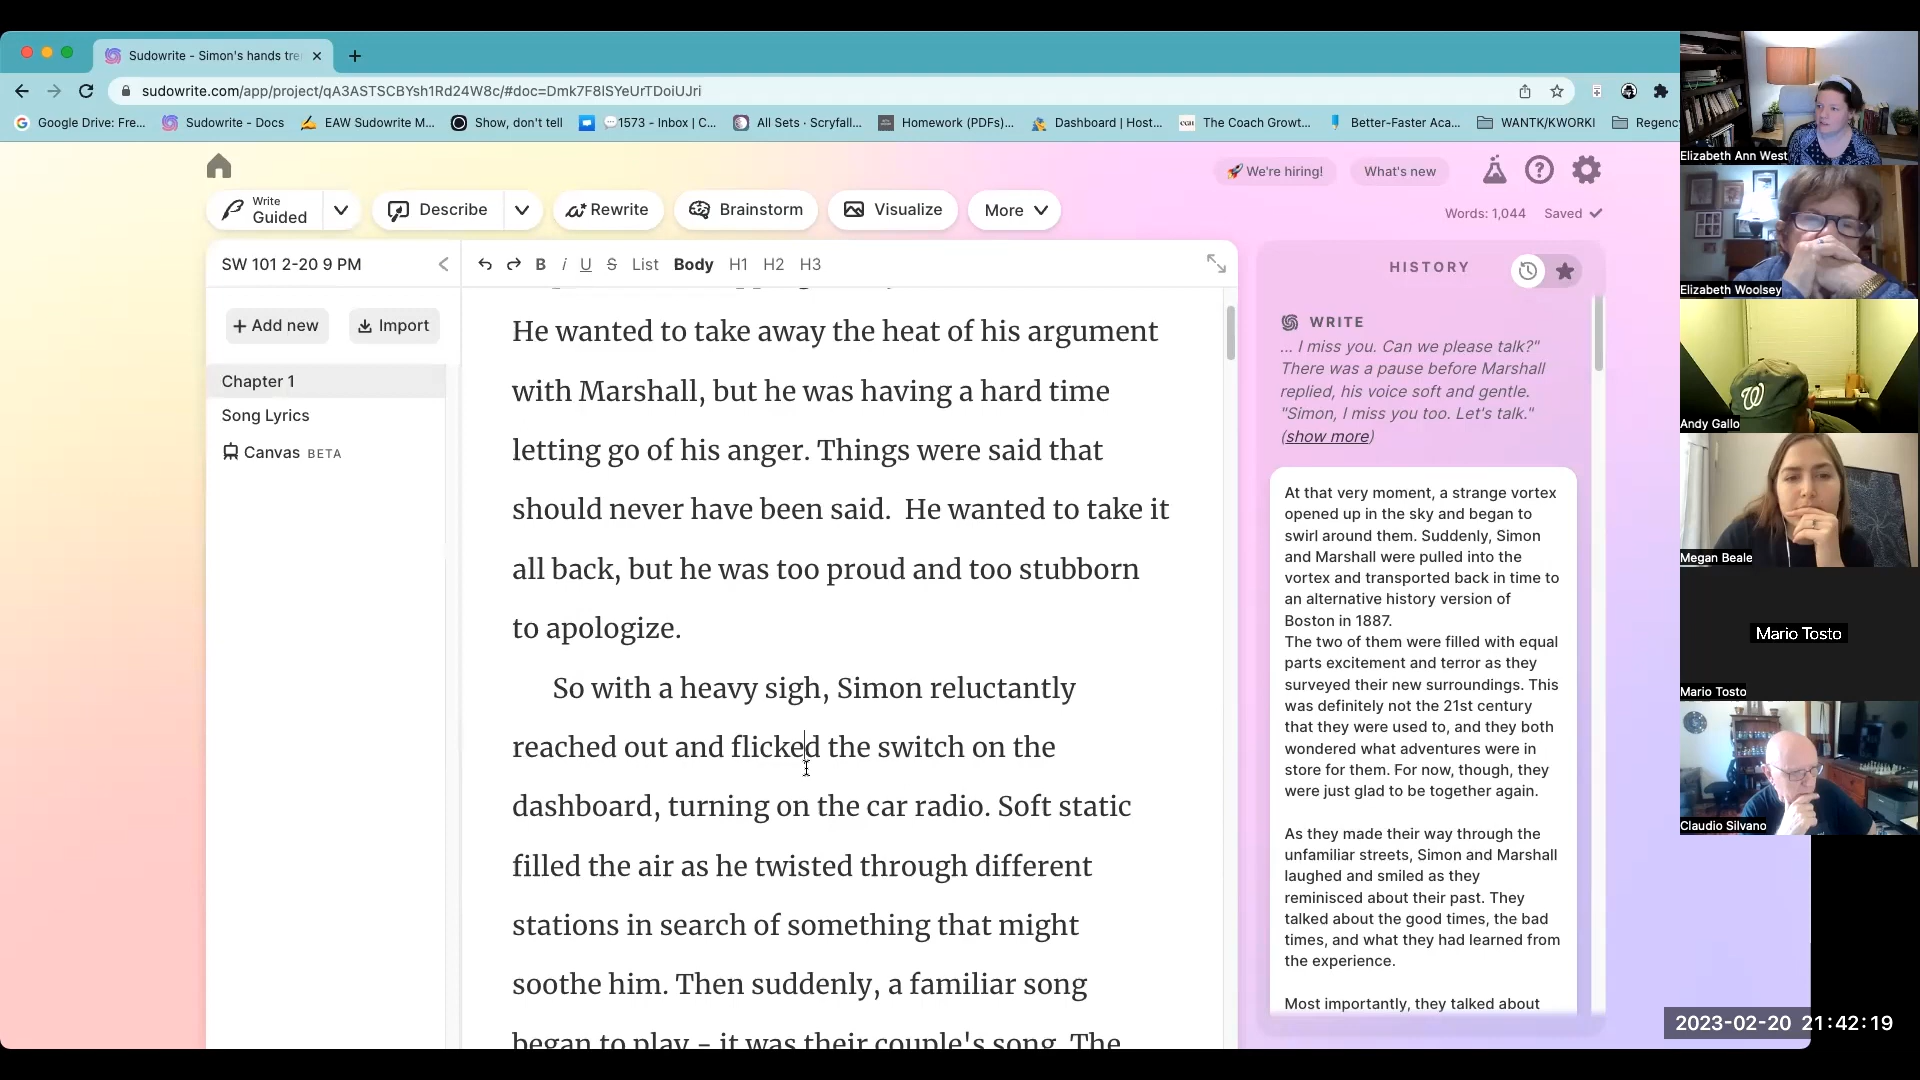 Sudowrite - Simon's hands tre
sudowrite.com/app/project/qA3ASTSCBYsh1Rd24W8c/#doc=Dmk7F8lSYeUrTDoiUJri
Google Drive: Fre...
Sudowrite - Docs
EAW Sudowrite M...
Show, don't tell
1573 - Inbox | C...
All Sets · Scryfall...
Homework (PDFs)...
Dashboard | Host...
The Coach Growt...
Better-Faster Aca...
WANTK/KWORKI
Regenc
We're hiring!
What's new
Write
Guided
Describe
Rewrite
Brainstorm
Visualize
More
Words: 1,044
Saved
SW 101 2-20 9 PM
B i U S List Body H1 H2 H3
+ Add new
Import
Chapter 1
Song Lyrics
Canvas BETA
He wanted to take away the heat of his argument
with Marshall, but he was having a hard time
letting go of his anger. Things were said that
should never have been said.  He wanted to take it
all back, but he was too proud and too stubborn
to apologize.
So with a heavy sigh, Simon reluctantly
reached out and flicked the switch on the
dashboard, turning on the car radio. Soft static
filled the air as he twisted through different
stations in search of something that might
soothe him. Then suddenly, a familiar song
began to play - it was their couple's song. The
HISTORY
WRITE
... I miss you. Can we please talk?"
There was a pause before Marshall
replied, his voice soft and gentle.
"Simon, I miss you too. Let's talk."
(show more)
At that very moment, a strange vortex
opened up in the sky and began to
swirl around them. Suddenly, Simon
and Marshall were pulled into the
vortex and transported back in time to
an alternative history version of
Boston in 1887.
The two of them were filled with equal
parts excitement and terror as they
surveyed their new surroundings. This
was definitely not the 21st century
that they were used to, and they both
wondered what adventures were in
store for them. For now, though, they
were just glad to be together again.
As they made their way through the
unfamiliar streets, Simon and Marshall
laughed and smiled as they
reminisced about their past. They
talked about the good times, the bad
times, and what they had learned from
the experience.
Most importantly, they talked about
Elizabeth Ann West
Elizabeth Woolsey
W
Andy Gallo
Megan Beale
Mario Tosto
Mario Tosto
Claudio Silvano
2023-02-20 21:42:19